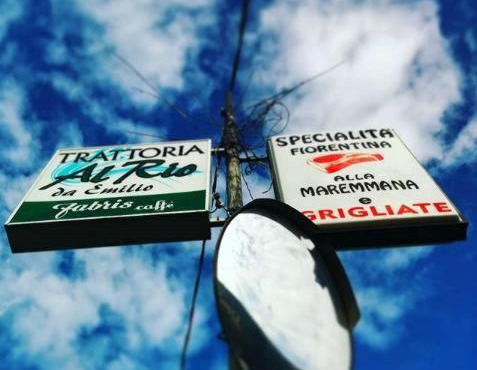 TRATTORIA
Al Rio
da Emilio
fabris caffè
SPECIALITÀ
FIORENTINA
ALLA
MAREMMANA
e
GRIGLIATE